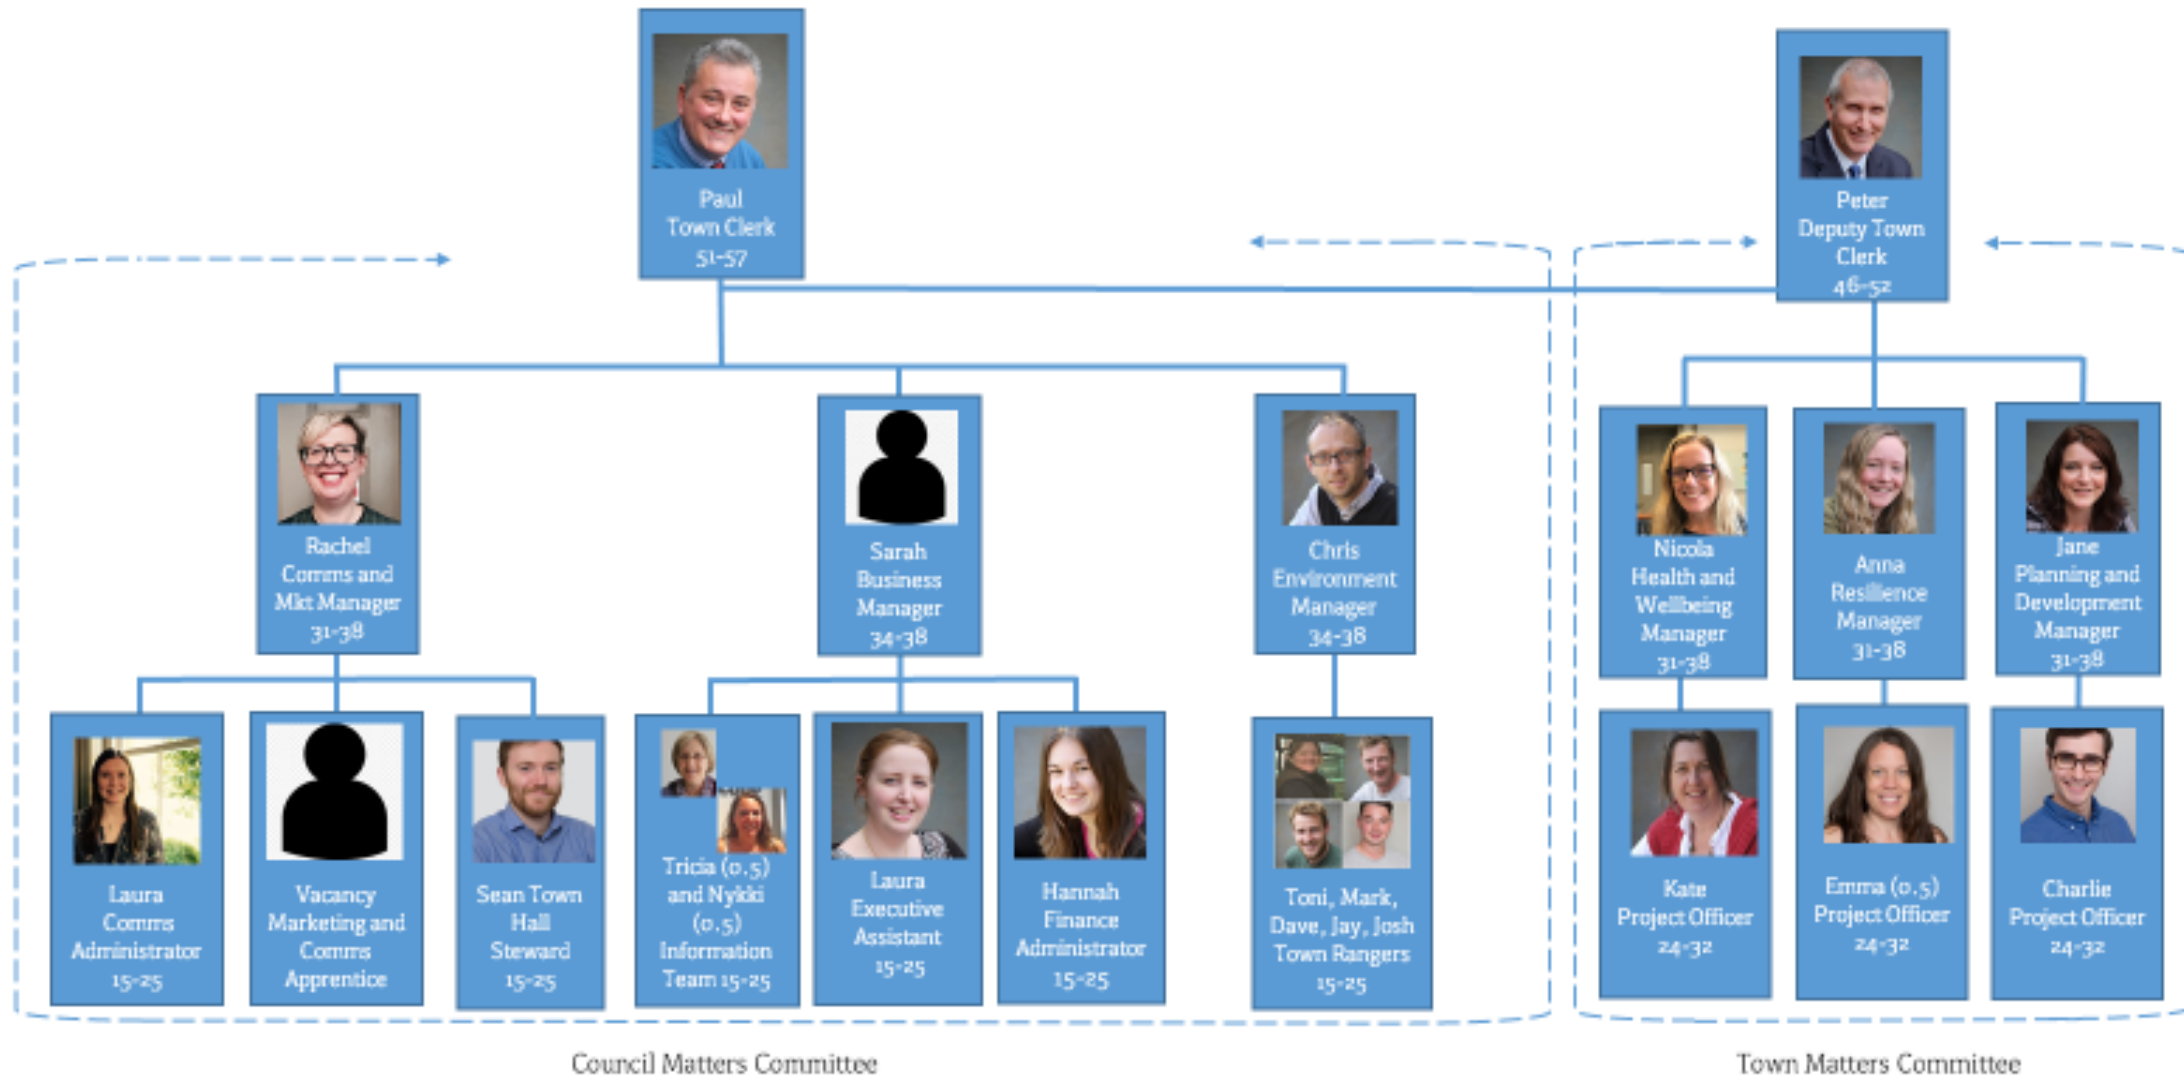 Paul
Town Clerk
51-57
Peter
Deputy Town
Clerk
46-52
Rachel
Comms and
Mkt Manager
31-38
Sarah
Business
Manager
34-38
Chris
Environment
Manager
34-38
Nicola
Health and
Wellbeing
Manager
31-38
Anna
Resilience
Manager
31-38
Jane
Planning and
Development
Manager
31-38
Laura
Comms
Administrator
15-25
Vacancy
Marketing and
Comms
Apprentice
Sean Town
Hall
Steward
15-25
Tricia (0.5)
and Nykki
(0.5)
Information
Team 15-25
Laura
Executive
Assistant
15-25
Hannah
Finance
Administrator
15-25
Toni, Mark,
Dave, Jay, Josh
Town Rangers
15-25
Kate
Project Officer
24-32
Emma (0.5)
Project Officer
24-32
Charlie
Project Officer
24-32
Council Matters Committee
Town Matters Committee